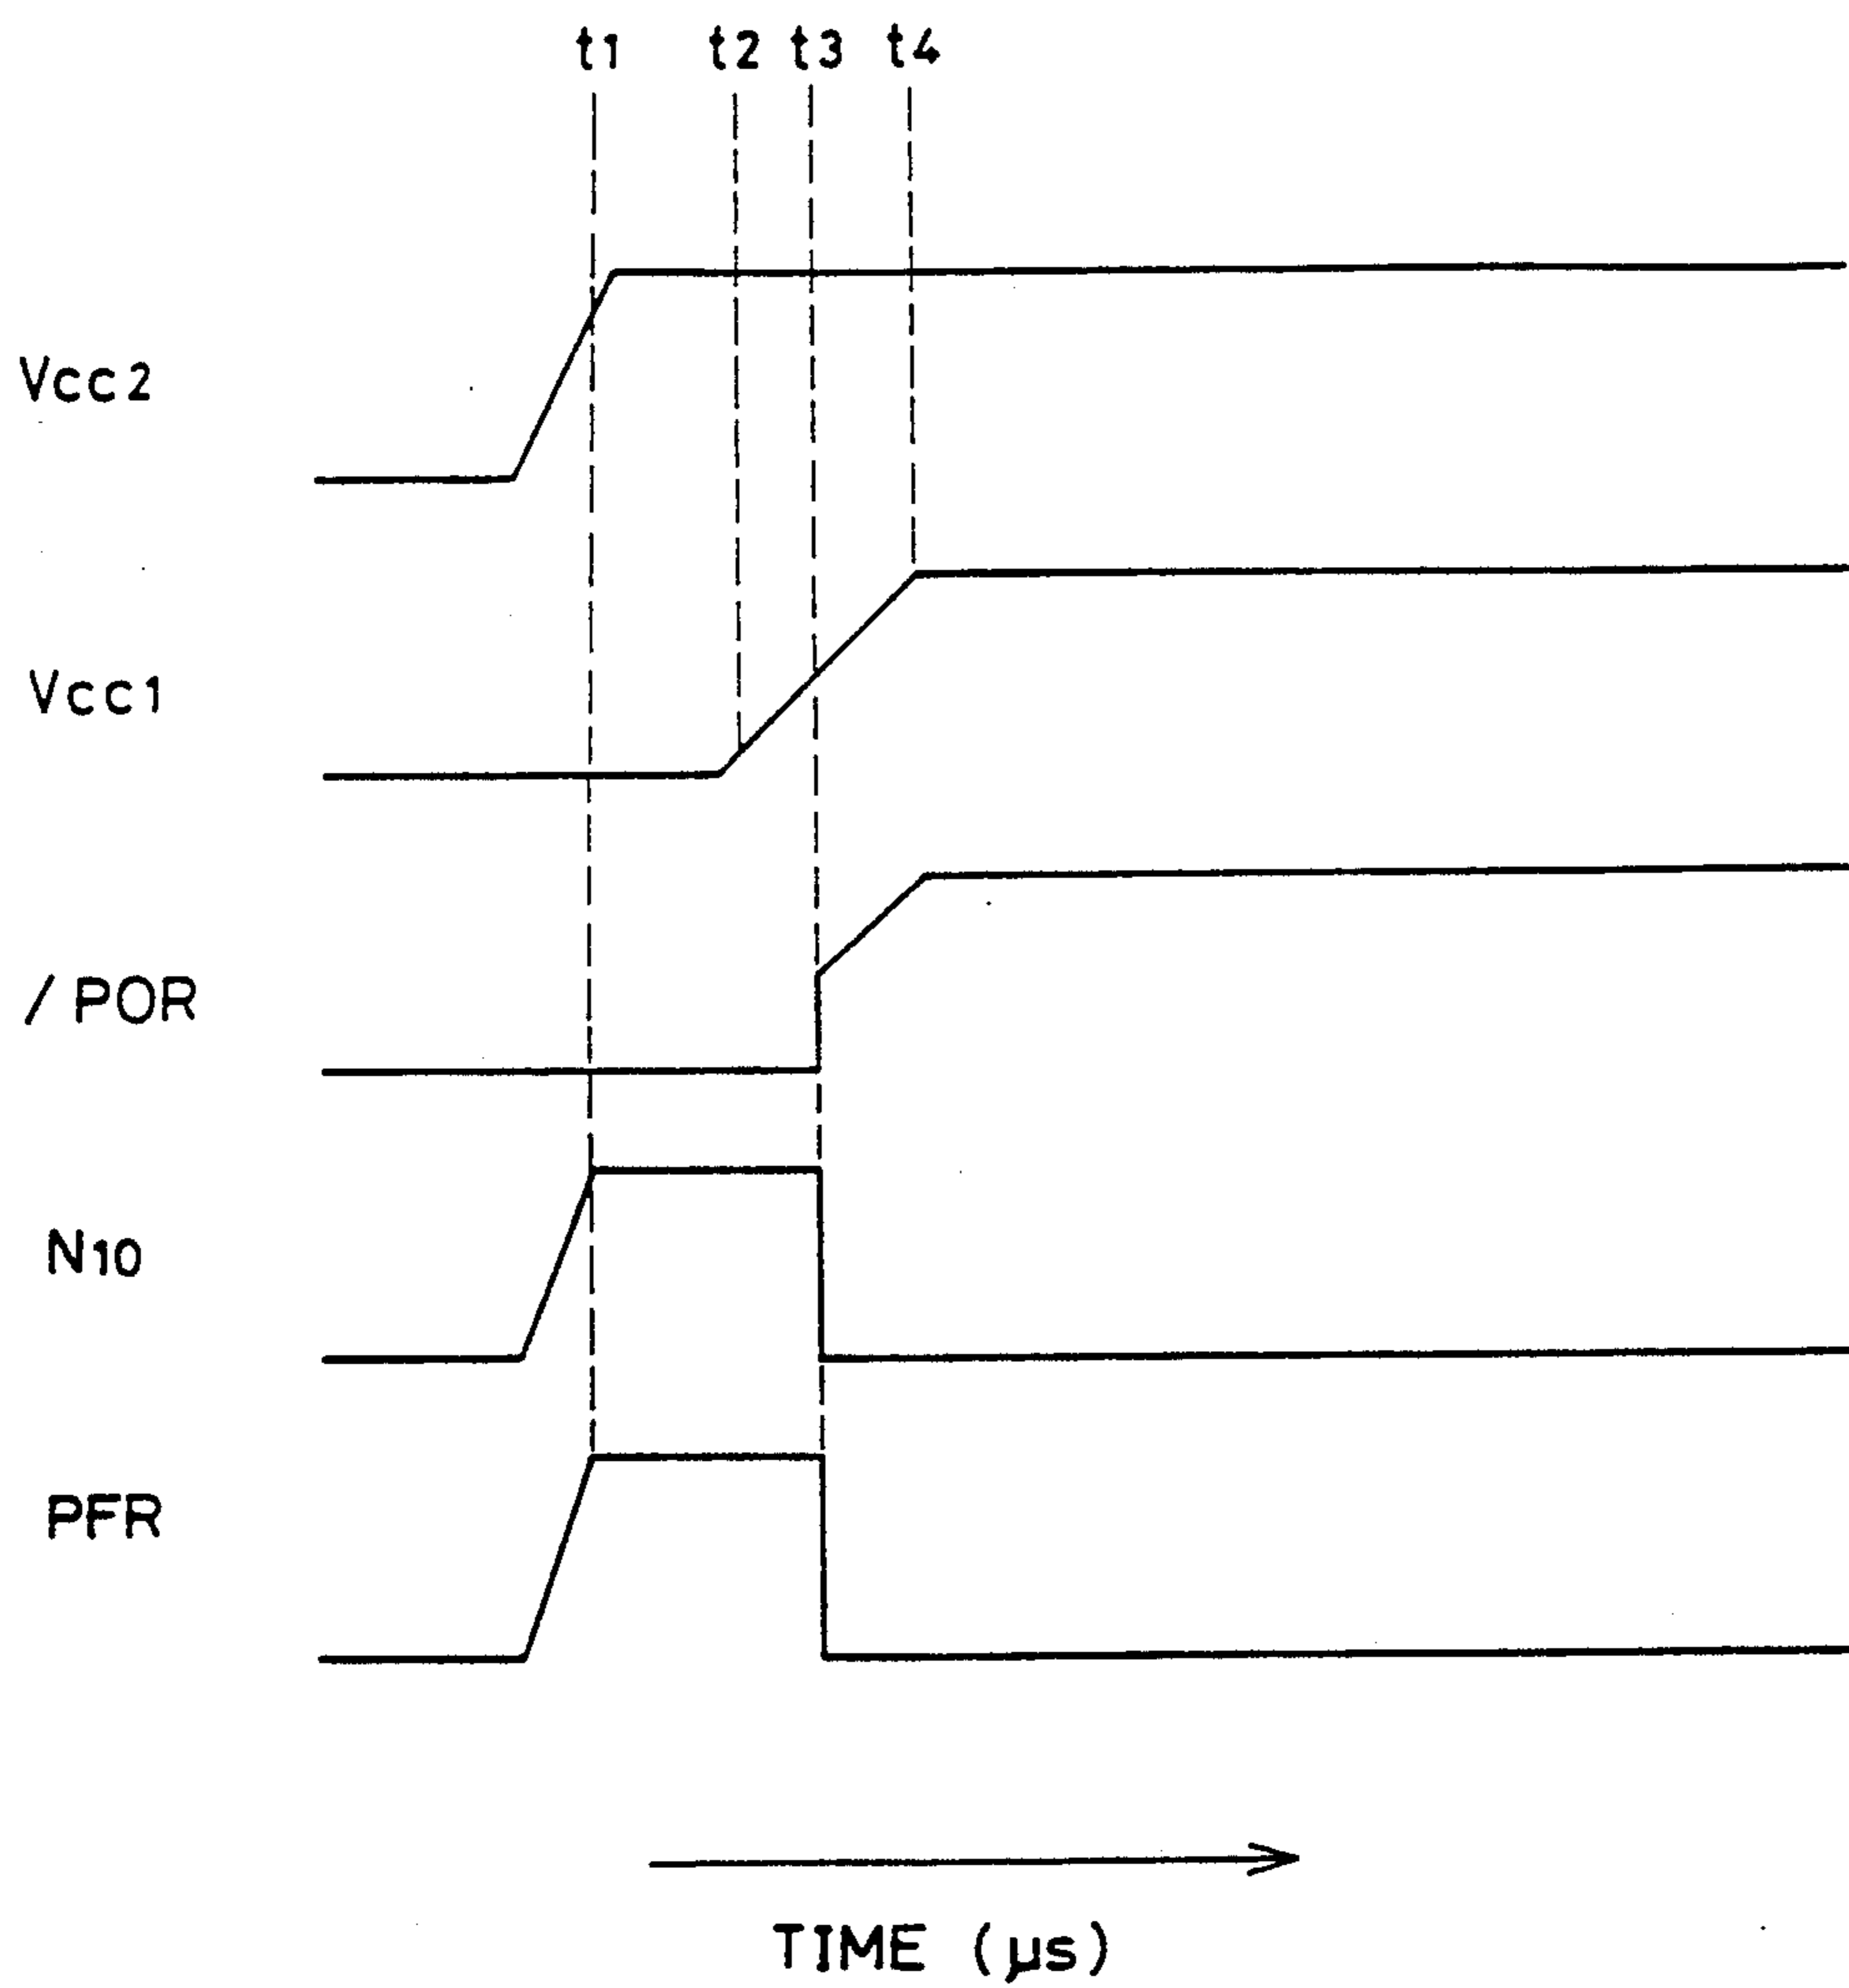 t1 t2 t3 t4
Vcc2
Vcc1
/POR
N10
PFR
TIME (µs)